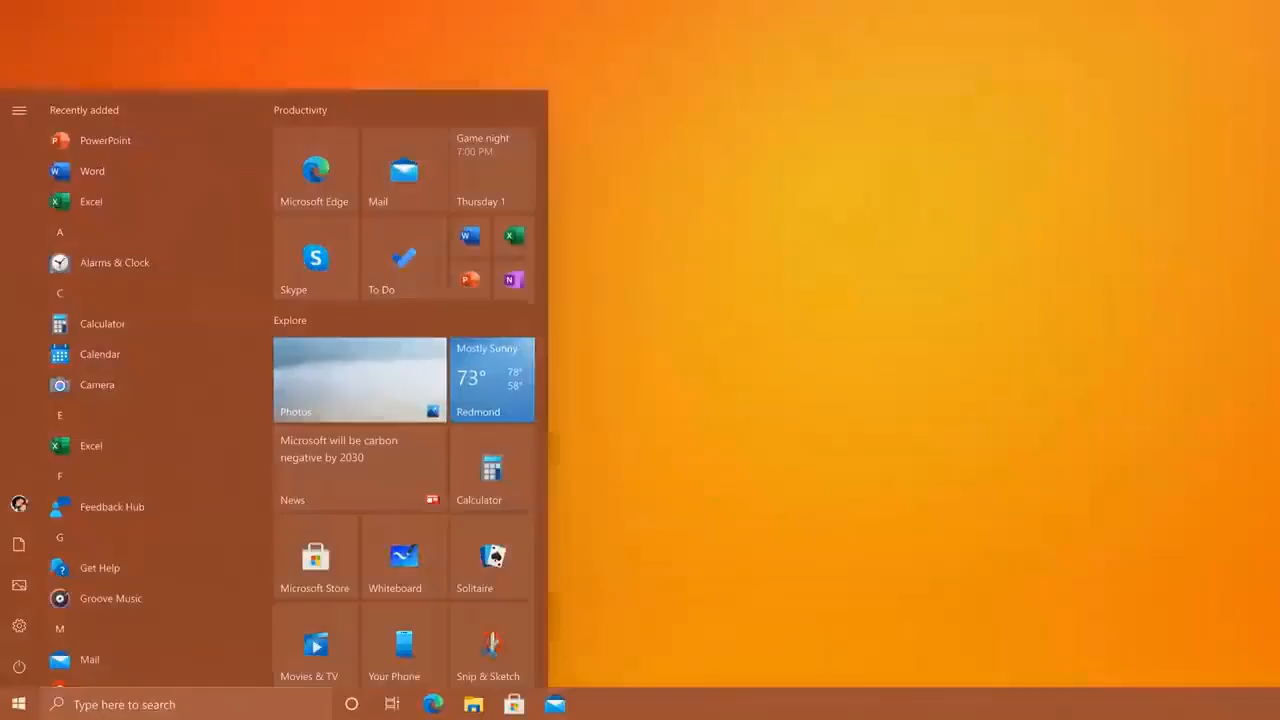 Recently added
PowerPoint
Word
Excel
A
Alarms & Clock
C
Calculator
Calendar
Camera
E
Excel
F
Feedback Hub
G
Get Help
Groove Music
M
Mail
Productivity
Microsoft Edge
Mail
Game night
7:00 PM
Thursday 1
Skype
To Do
Explore
Photos
Mostly Sunny
73°
78°
58°
Redmond
Microsoft will be carbon
negative by 2030
News
Calculator
Microsoft Store
Whiteboard
Solitaire
Movies & TV
Your Phone
Snip & Sketch
Type here to search